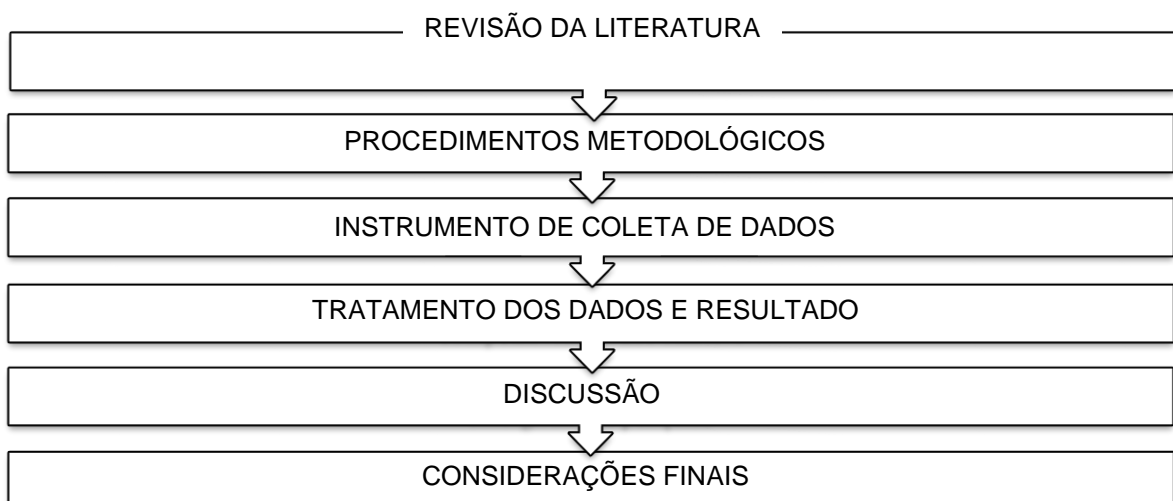 REVISÃO DA LITERATURA
PROCEDIMENTOS METODOLÓGICOS
INSTRUMENTO DE COLETA DE DADOS
TRATAMENTO DOS DADOS E RESULTADO
DISCUSSÃO
CONSIDERAÇÕES FINAIS